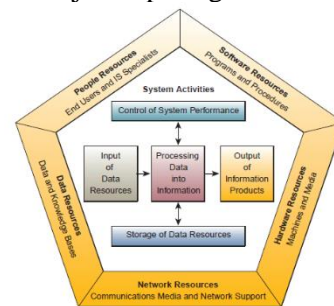 People Resources
End Users and IS Specialists
Software Resources
Programs and Procedures
System Activities
Control of System Performance
Input
of
Data
Resources
Processing
Data
into
Information
Output
of
Information
Products
Storage of Data Resources
Data Resources
Data and Knowledge Bases
Hardware Resources
Machines and Media
Network Resources
Communications Media and Network Support